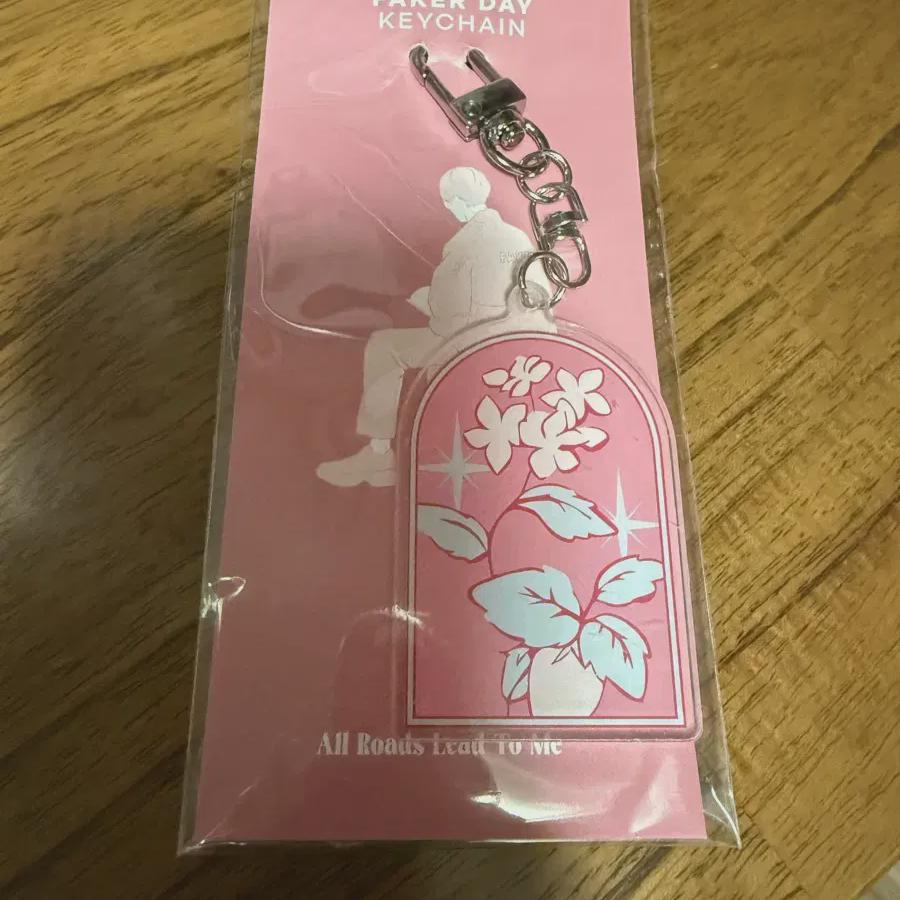 FAKER DAY
KEYCHAIN
All Roads Lead To Me